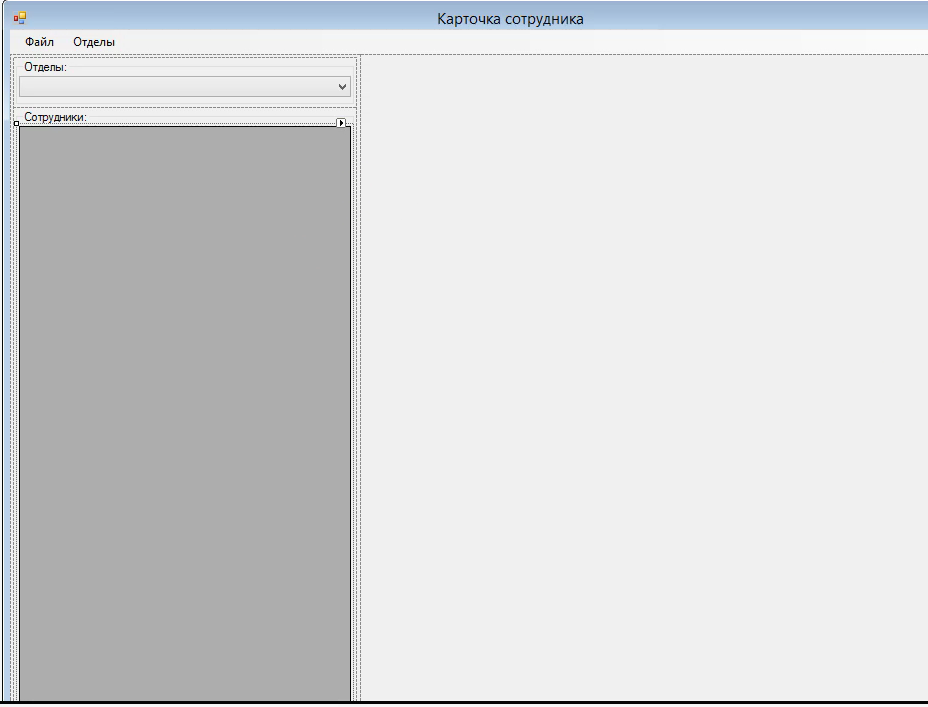 Карточка сотрудника
Файл Отделы
Отделы:
Сотрудники: